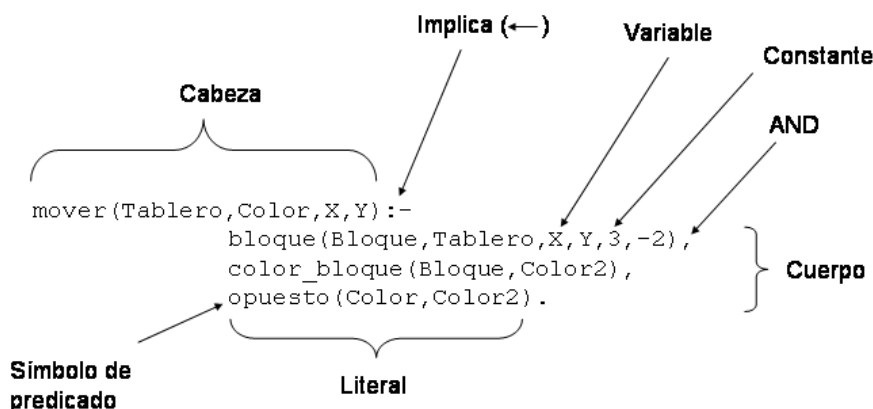 Implica (←)
Variable
Constante
Cabeza
AND
mover(Tablero,Color,X,Y):-
bloque(Bloque,Tablero,X,Y,3,-2),
color_bloque(Bloque,Color2),
opuesto(Color,Color2).
Cuerpo
Símbolo de
predicado
Literal